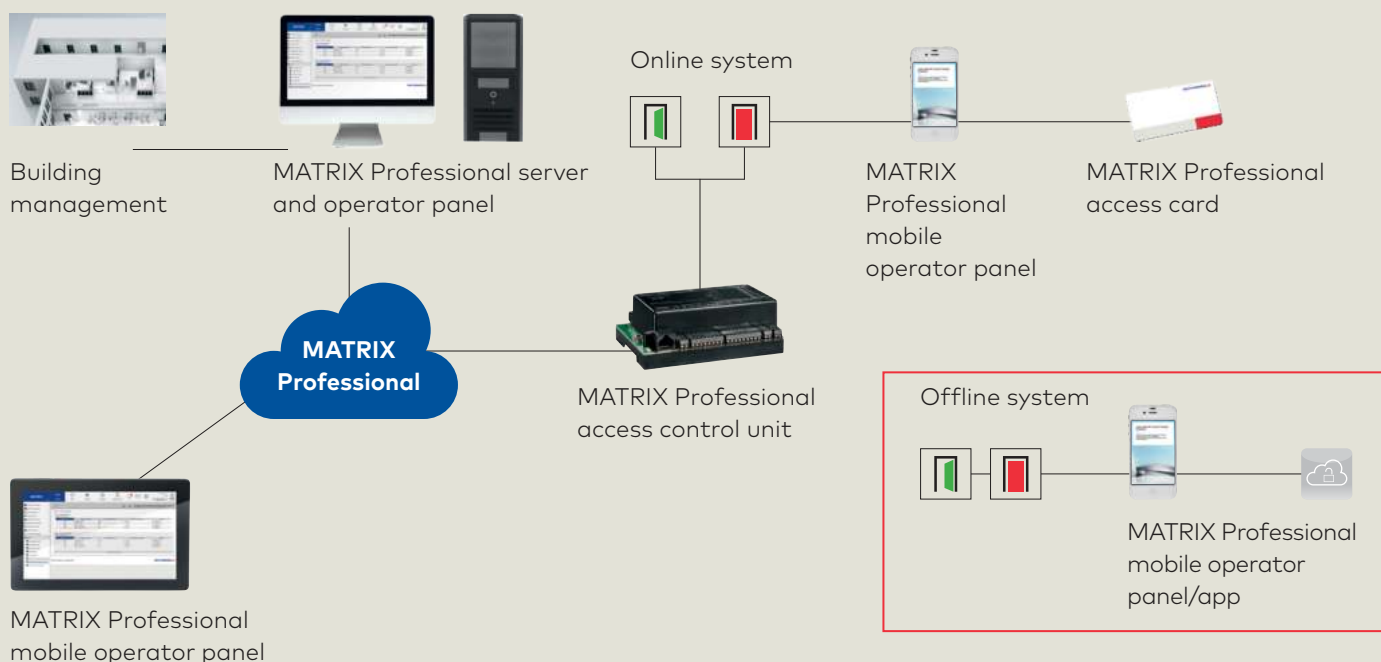 Building
management
MATRIX Professional server
and operator panel
Online system
MATRIX
Professional
mobile
operator panel
MATRIX Professional
access card
MATRIX
Professional
MATRIX Professional
access control unit
Offline system
MATRIX Professional
mobile operator
panel/app
MATRIX Professional
mobile operator panel